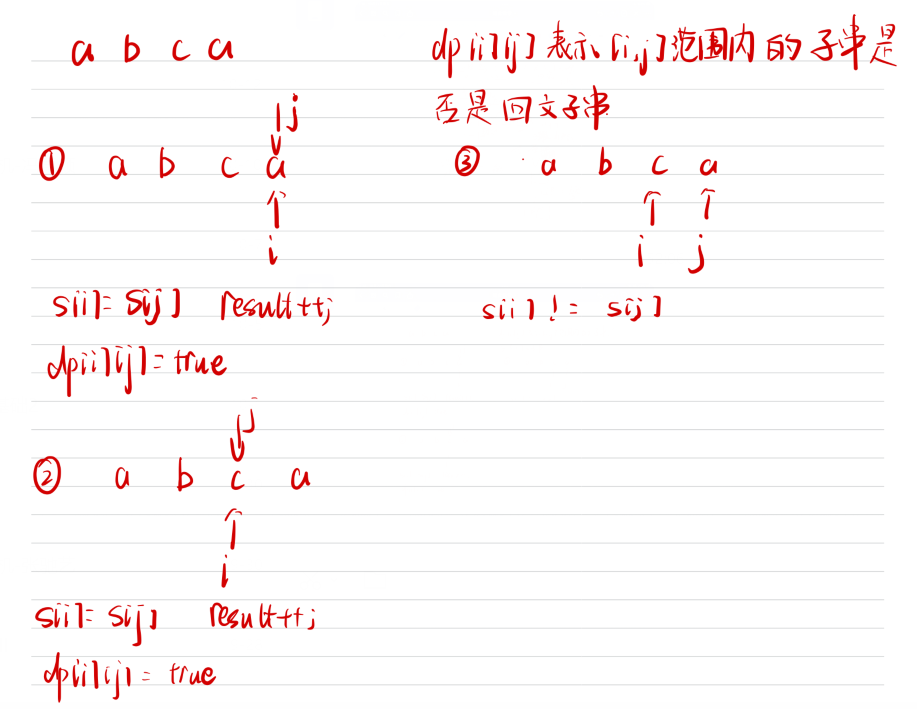 a b c a
dp[i][j] 表示 [i,j] 范围内的子串是
否是回文子串
j
① a b c a
i
s[i]= s[j] result++;
dp[i][j]=true
j
② a b c a
i
s[i]= s[j] result++;
dp[i][j] = true
③ a b c a
i j
s[i] != s[j]